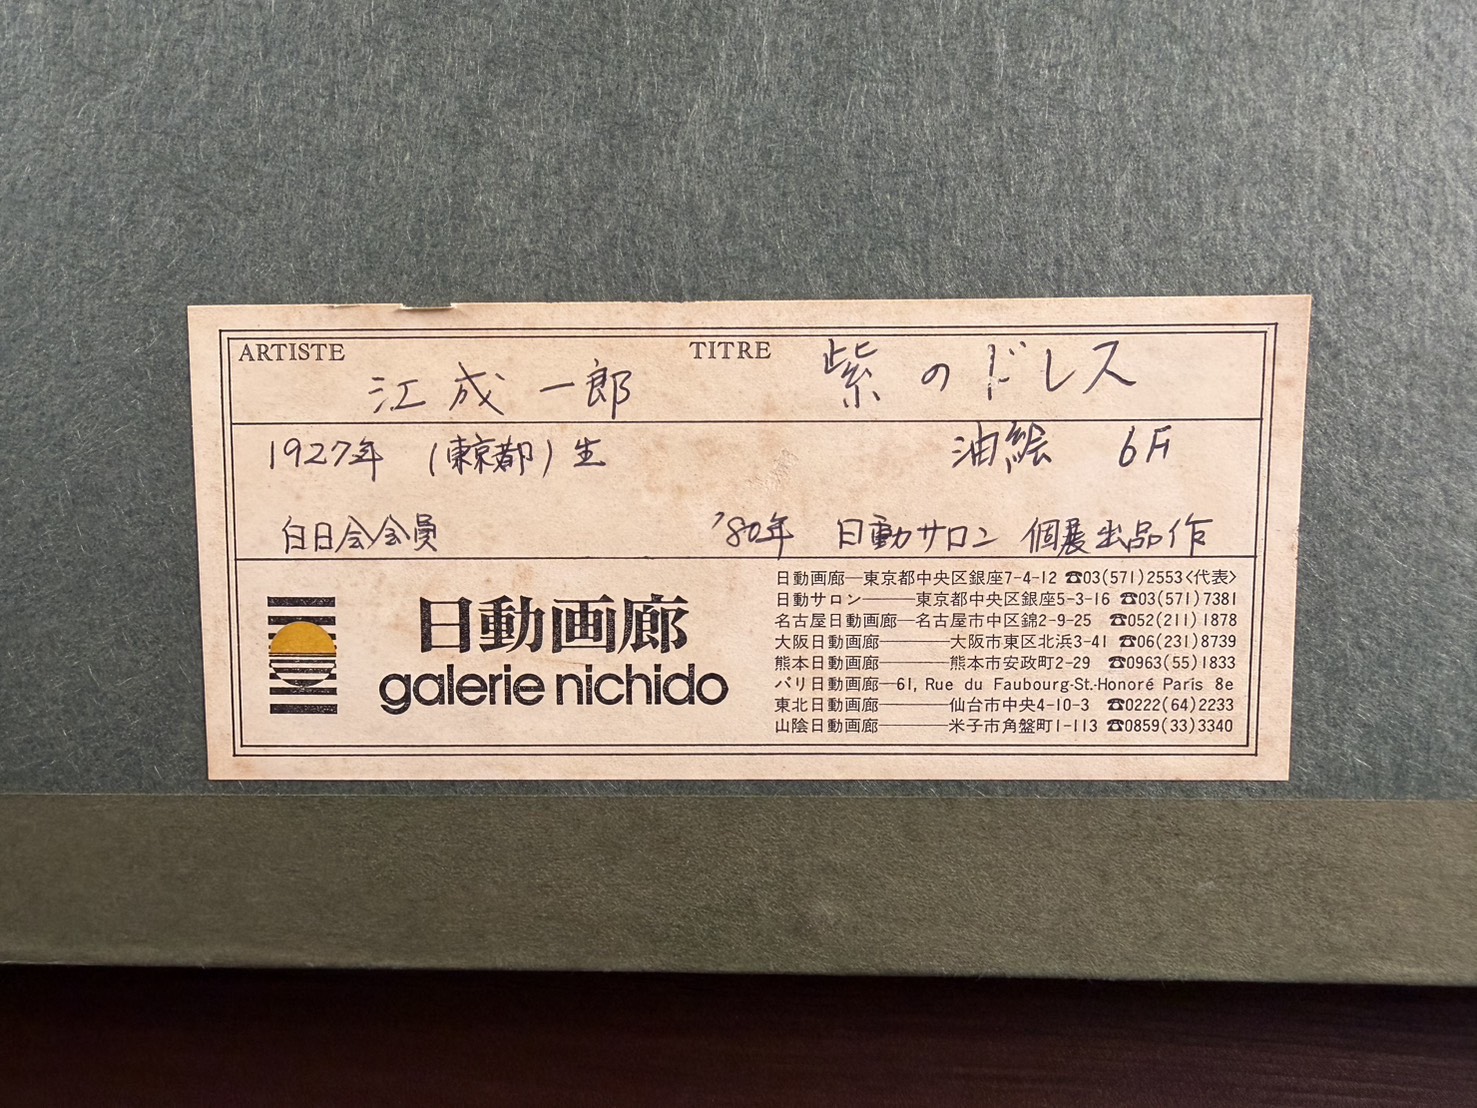 ARTISTE 江成一郎 TITRE 紫のドレス
1927年 (東京都)生 油絵 6F
白日会会員 '80年 日動サロン 個展出品作
日動画廊
galerie nichido
日動画廊—東京都中央区銀座7-4-12 ☎03(571)2553<代表>
日動サロン———東京都中央区銀座5-3-16 ☎03(571)7381
名古屋日動画廊—名古屋市中区錦2-9-25 ☎052(211)1878
大阪日動画廊————大阪市東区北浜3-41 ☎06(231)8739
熊本日動画廊————熊本市安政町2-29 ☎0963(55)1833
パリ日動画廊—61, Rue du Faubourg-St.-Honoré Paris 8e
東北日動画廊————仙台市中央4-10-3 ☎0222(64)2233
山陰日動画廊————米子市角盤町1-113 ☎0859(33)3340